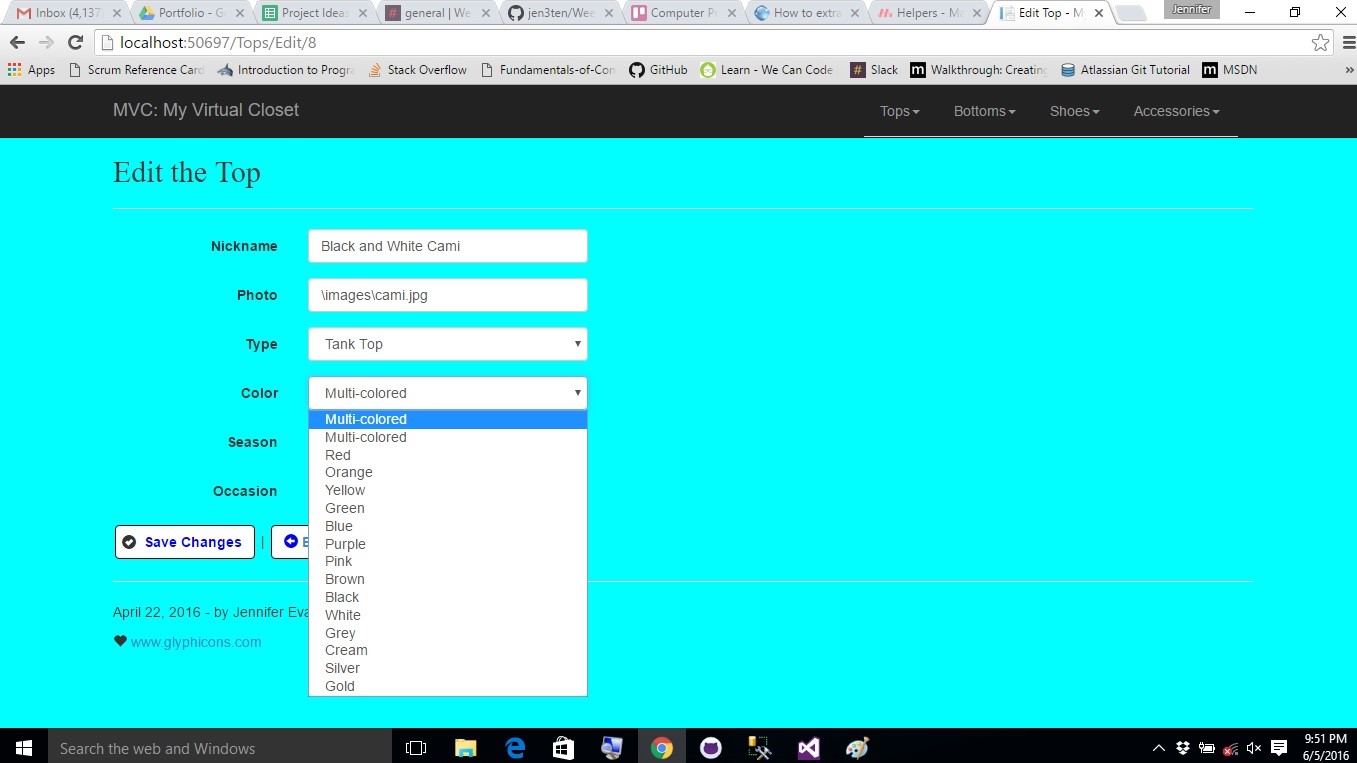 Inbox (4,137
Portfolio - G
Project Ideas
general | We
jen3ten/Wee
Computer P
How to extra
Helpers - Ma
Edit Top - M
Jennifer
localhost:50697/Tops/Edit/8
Apps
Scrum Reference Card
Introduction to Progra
Stack Overflow
Fundamentals-of-Con
GitHub
Learn - We Can Code
Slack
Walkthrough: Creating
Atlassian Git Tutorial
MSDN
»
MVC: My Virtual Closet
Tops
Bottoms
Shoes
Accessories
Edit the Top
Nickname
Black and White Cami
Photo
\images\cami.jpg
Type
Tank Top
Color
Multi-colored
Multi-colored
Multi-colored
Season
Red
Orange
Occasion
Yellow
Green
Blue
Save Changes
|
Purple
Pink
Brown
Black
April 22, 2016 - by Jennifer Eva
White
Grey
www.glyphicons.com
Cream
Silver
Gold
Search the web and Windows
9:51 PM
6/5/2016